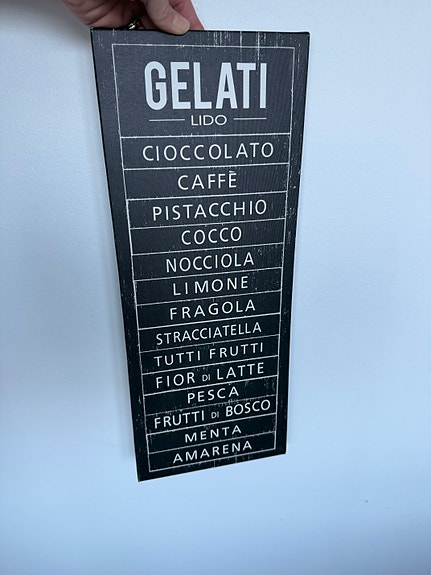 GELATI
LIDO
CIOCCOLATO
CAFFÈ
PISTACCHIO
COCCO
NOCCIOLA
LIMONE
FRAGOLA
STRACCIATELLA
TUTTI FRUTTI
FIOR DI LATTE
PESCA
FRUTTI DI BOSCO
MENTA
AMARENA